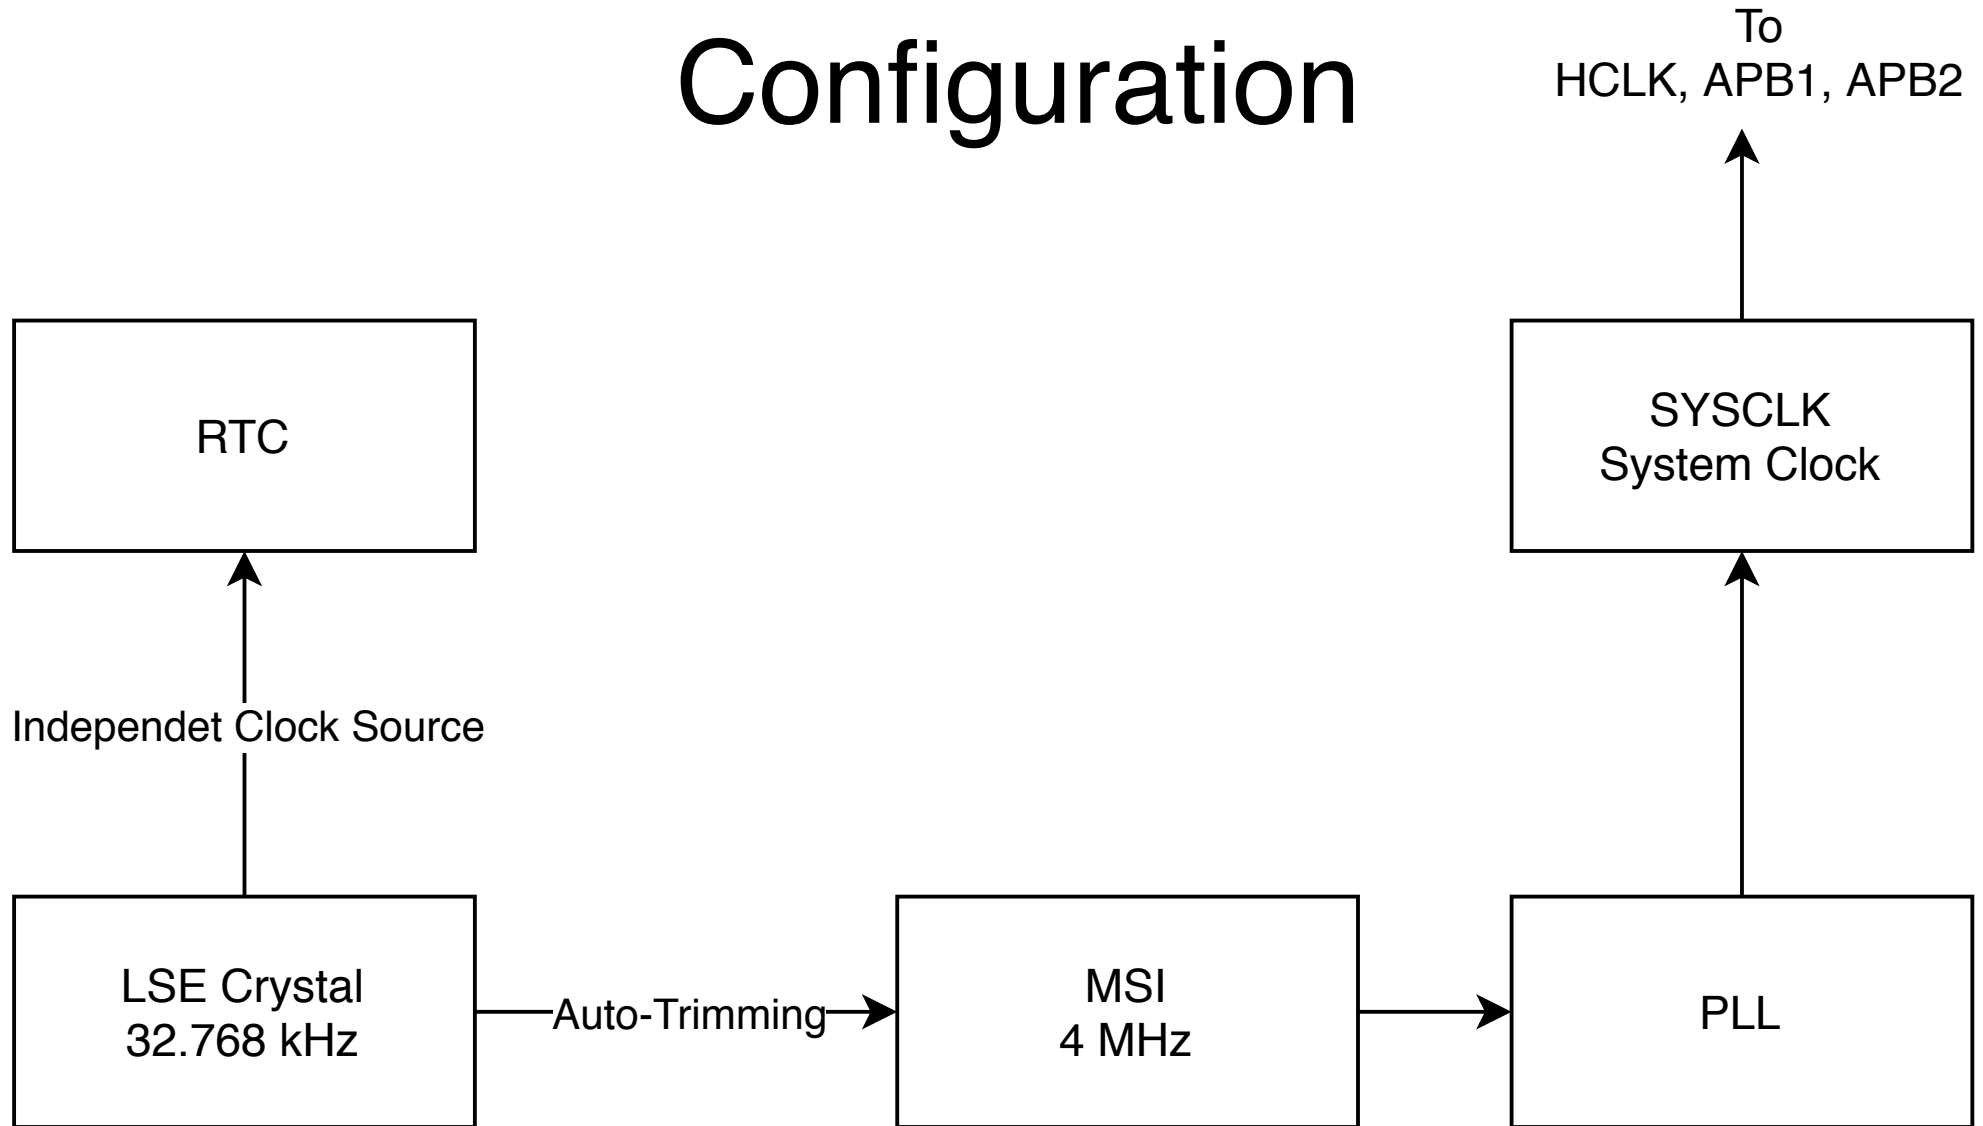 Configuration
To
HCLK, APB1, APB2
RTC
SYSCLK
System Clock
Independet Clock Source
LSE Crystal
32.768 kHz
Auto-Trimming
MSI
4 MHz
PLL